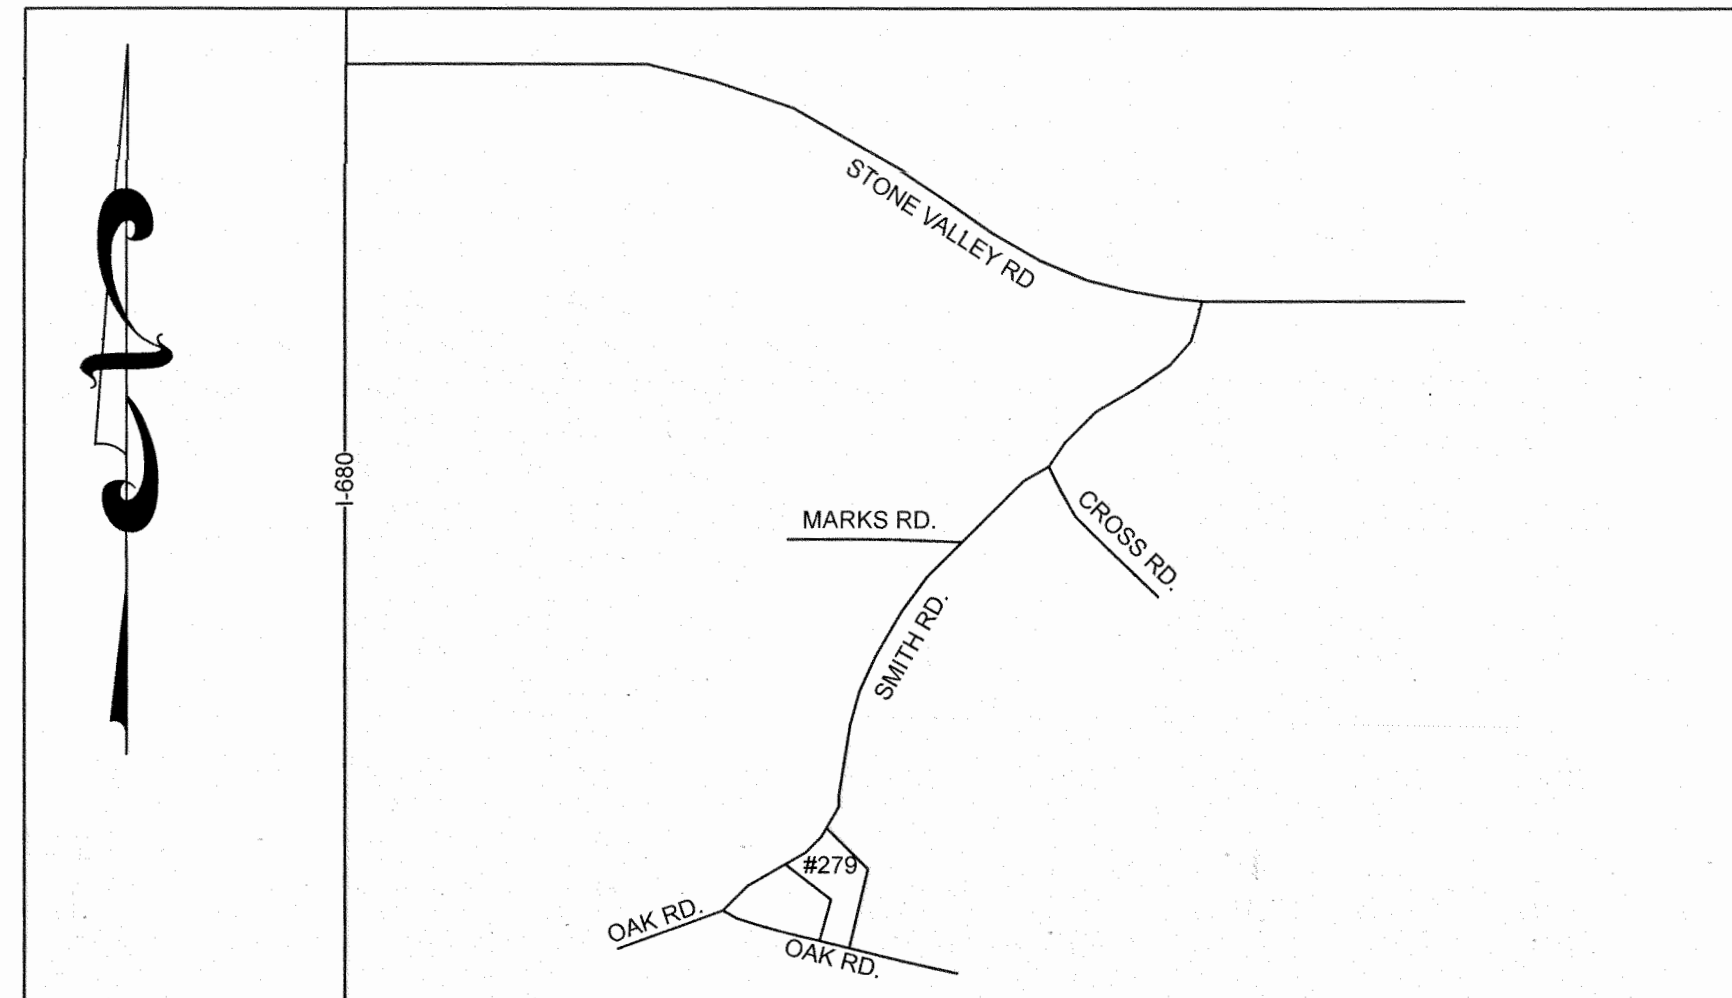 STONE VALLEY RD
I-680
MARKS RD.
CROSS RD.
SMITH RD.
#279
OAK RD.
OAK RD.